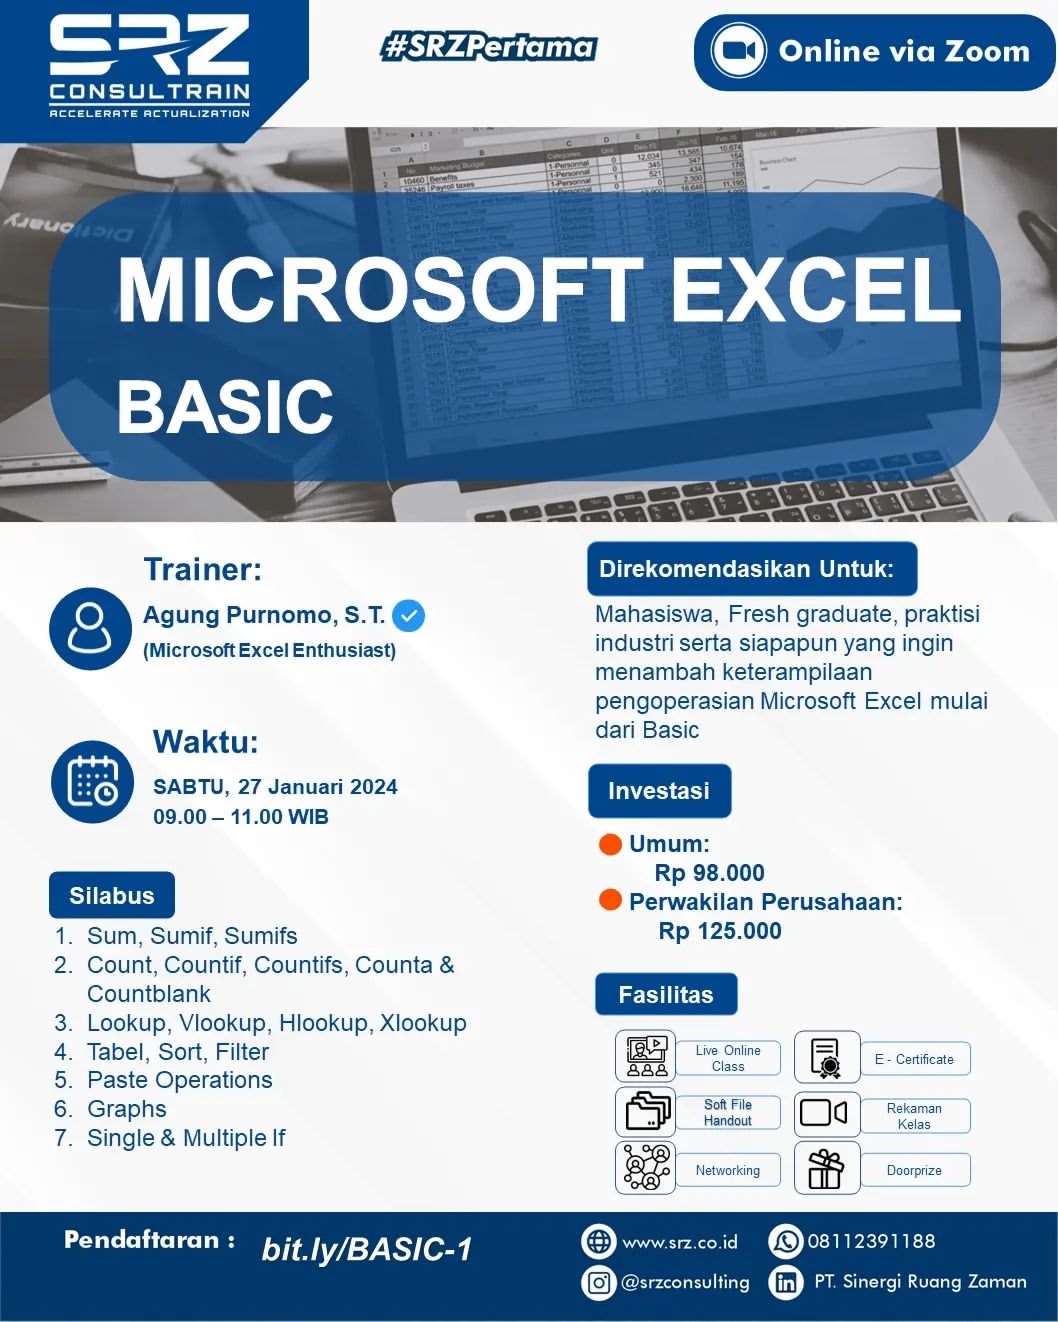 SRZ
CONSULTRAIN
ACCELERATE ACTUALIZATION
#SRZPertama
Online via Zoom
Dictionary
MICROSOFT EXCEL
BASIC
Trainer:
Agung Purnomo, S.T.
(Microsoft Excel Enthusiast)
Waktu:
SABTU, 27 Januari 2024
09.00 – 11.00 WIB
Silabus
1. Sum, Sumif, Sumifs
2. Count, Countif, Countifs, Counta &
Countblank
3. Lookup, Vlookup, Hlookup, Xlookup
4. Tabel, Sort, Filter
5. Paste Operations
6. Graphs
7. Single & Multiple If
Direkomendasikan Untuk:
Mahasiswa, Fresh graduate, praktisi
industri serta siapapun yang ingin
menambah keterampilaan
pengoperasian Microsoft Excel mulai
dari Basic
Investasi
Umum:
Rp 98.000
Perwakilan Perusahaan:
Rp 125.000
Fasilitas
Live Online
Class
E - Certificate
Soft File
Handout
Rekaman
Kelas
Networking
Doorprize
Pendaftaran :
bit.ly/BASIC-1
www.srz.co.id
08112391188
@srzconsulting
PT. Sinergi Ruang Zaman